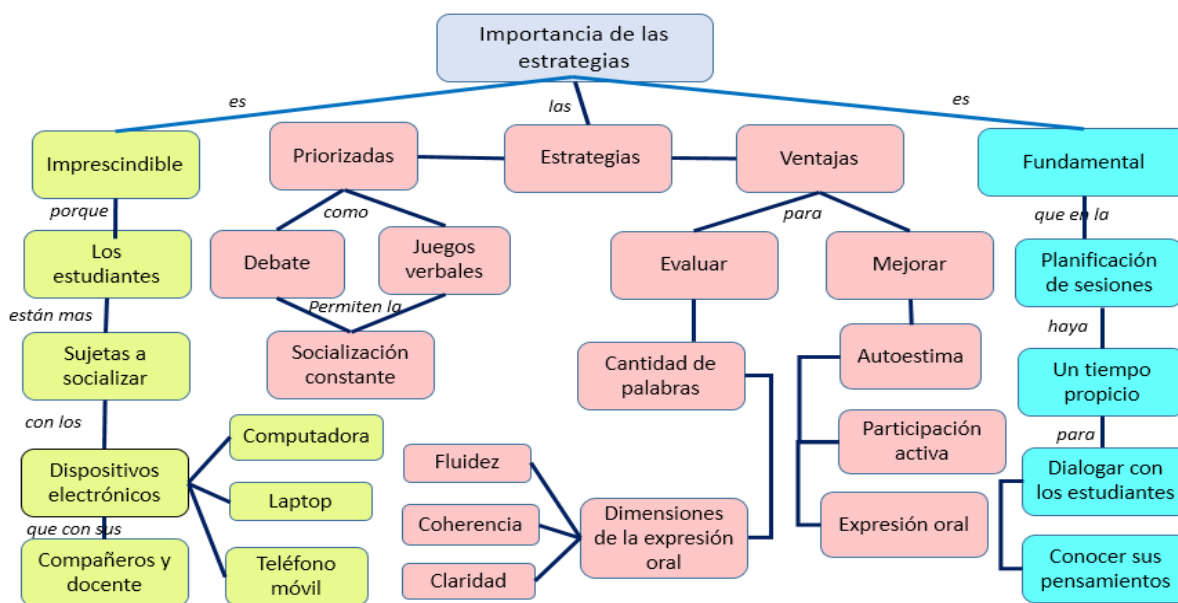 Importancia de las
estrategias
es
las
es
Imprescindible
Priorizadas
Estrategias
Ventajas
Fundamental
porque
como
para
que en la
Los
estudiantes
Debate
Juegos
verbales
Evaluar
Mejorar
Planificación
de sesiones
están mas
Permiten la
haya
Sujetas a
socializar
Socialización
constante
Cantidad de
palabras
Autoestima
Un tiempo
propicio
con los
para
Computadora
Participación
activa
Dispositivos
electrónicos
Fluidez
Dialogar con
los estudiantes
Laptop
Coherencia
Dimensiones
de la expresión
oral
Expresión oral
que con sus
Compañeros y
docente
Teléfono
móvil
Claridad
Conocer sus
pensamientos